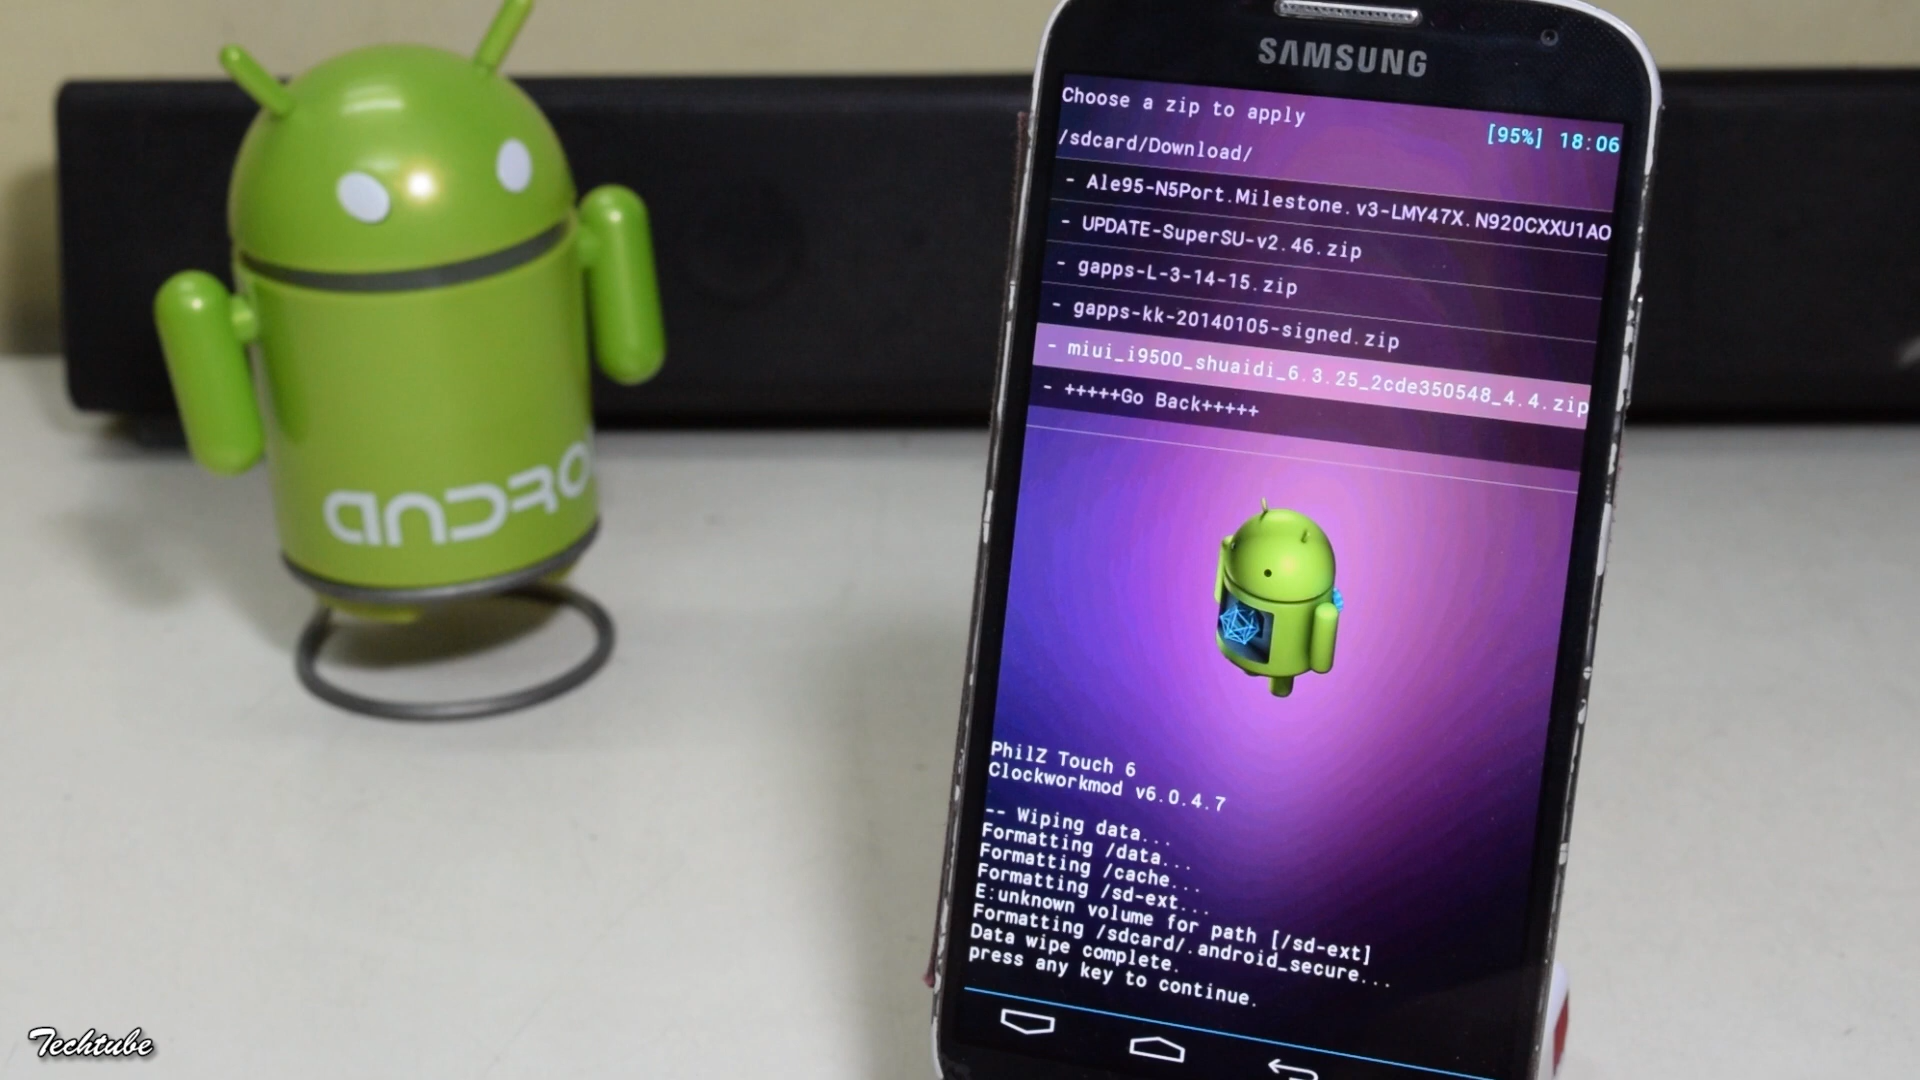 SAMSUNG
Choose a zip to apply
[95%] 18:06
/sdcard/Download/
- Ale95-N5Port.Milestone.v3-LMY47X.N920CXXU1AO
- UPDATE-SuperSU-v2.46.zip
- gapps-L-3-14-15.zip
- gapps-kk-20140105-signed.zip
- miui_i9500_shuaidi_6.3.25_2cde350548_4.4.zip
- +++++Go Back+++++
PhilZ Touch 6
Clockworkmod v6.0.4.7
-- Wiping data...
Formatting /data...
Formatting /cache...
Formatting /sd-ext...
E:unknown volume for path [/sd-ext]
Formatting /sdcard/.android_secure...
Data wipe complete.
press any key to continue.
ANDRO
Techtube